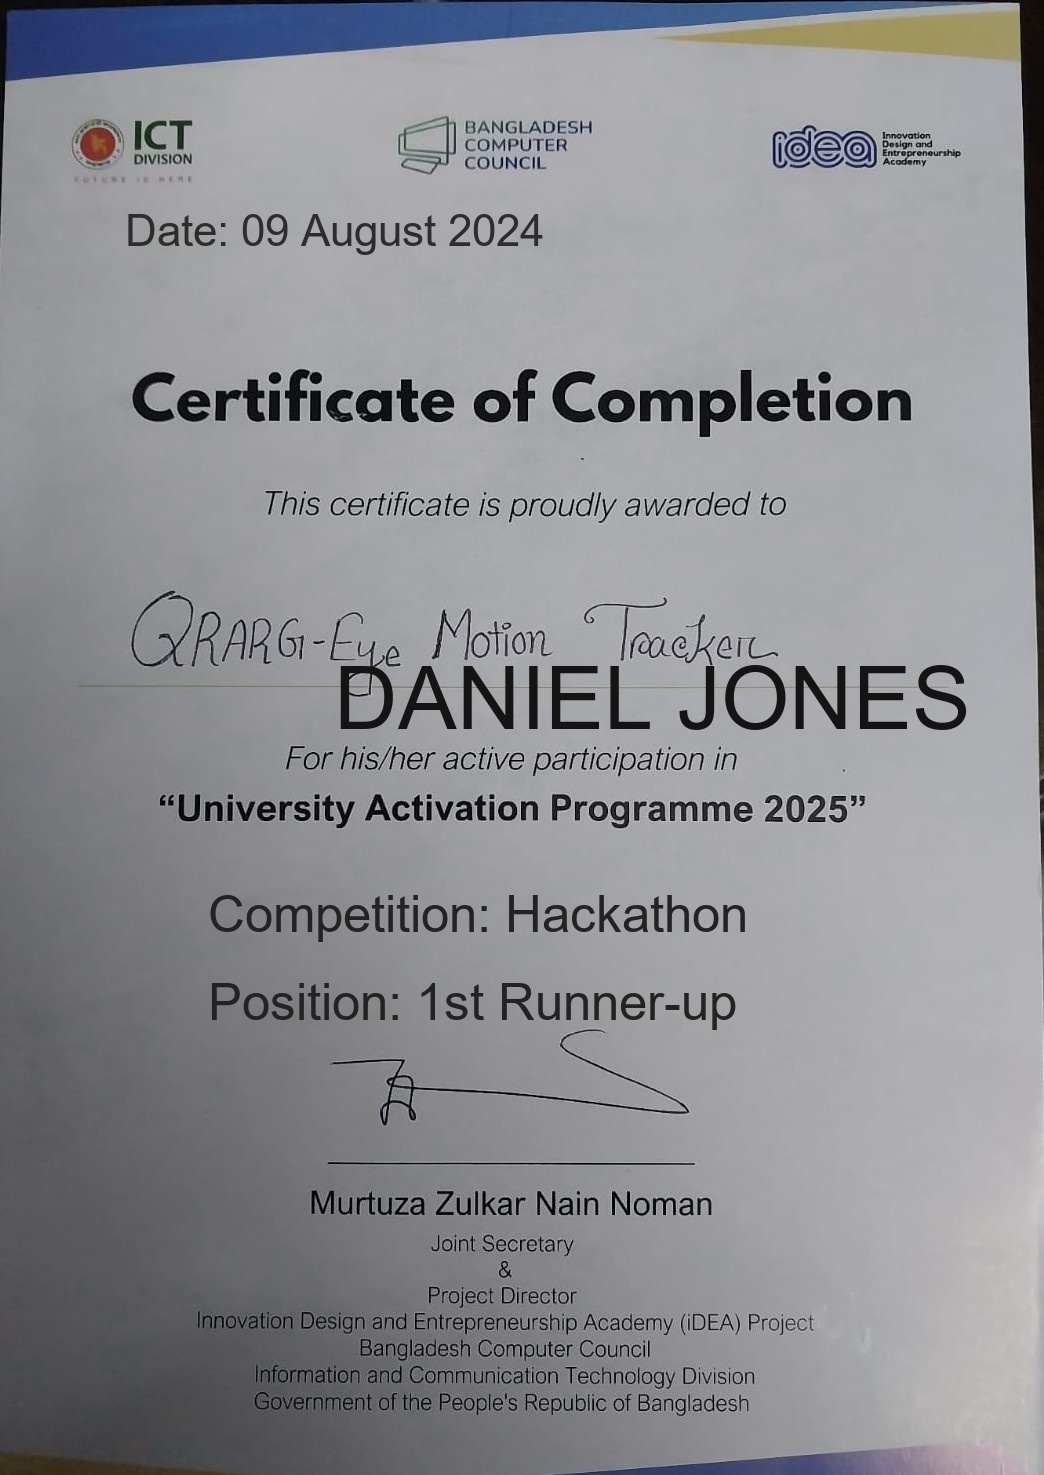 ICT
DIVISION
FUTURE IS HERE
BANGLADESH
COMPUTER
COUNCIL
idea
Innovation
Design and
Entrepreneurship
Academy
Date: 09 August 2024
Certificate of Completion
This certificate is proudly awarded to
QRARG-Eye Motion Tracker
DANIEL JONES
For his/her active participation in
“University Activation Programme 2025”
Competition: Hackathon
Position: 1st Runner-up
Murtuza Zulkar Nain Noman
Joint Secretary
&
Project Director
Innovation Design and Entrepreneurship Academy (iDEA) Project
Bangladesh Computer Council
Information and Communication Technology Division
Government of the People's Republic of Bangladesh